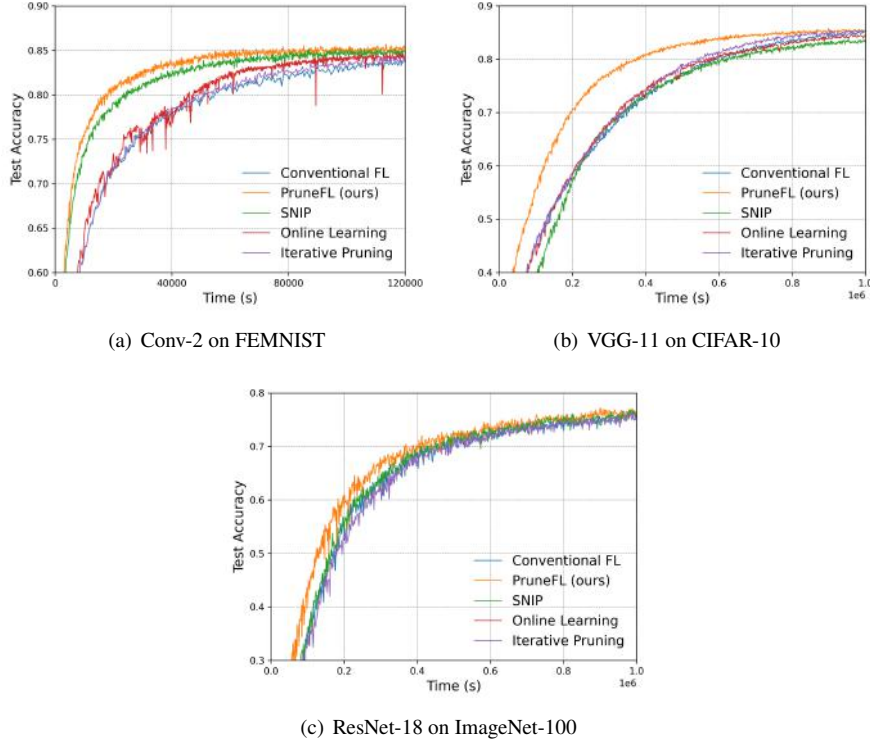 0.90
0.85
0.80
0.75
0.70
0.65
0.60
Test Accuracy
0
40000
80000
120000
Time (s)
Conventional FL
PruneFL (ours)
SNIP
Online Learning
Iterative Pruning
(a) Conv-2 on FEMNIST
0.9
0.8
0.7
0.6
0.5
0.4
Test Accuracy
0.0
0.2
0.4
0.6
0.8
1.0
1e6
Time (s)
Conventional FL
PruneFL (ours)
SNIP
Online Learning
Iterative Pruning
(b) VGG-11 on CIFAR-10
0.8
0.7
0.6
0.5
0.4
0.3
Test Accuracy
0.0
0.2
0.4
0.6
0.8
1.0
1e6
Time (s)
Conventional FL
PruneFL (ours)
SNIP
Online Learning
Iterative Pruning
(c) ResNet-18 on ImageNet-100